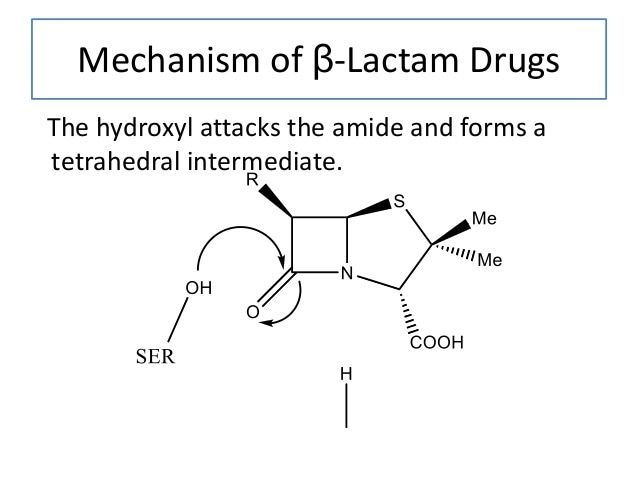 Mechanism of β-Lactam Drugs
The hydroxyl attacks the amide and forms a
tetrahedral intermediate.
R
S
Me
Me
N
OH
O
COOH
SER
H